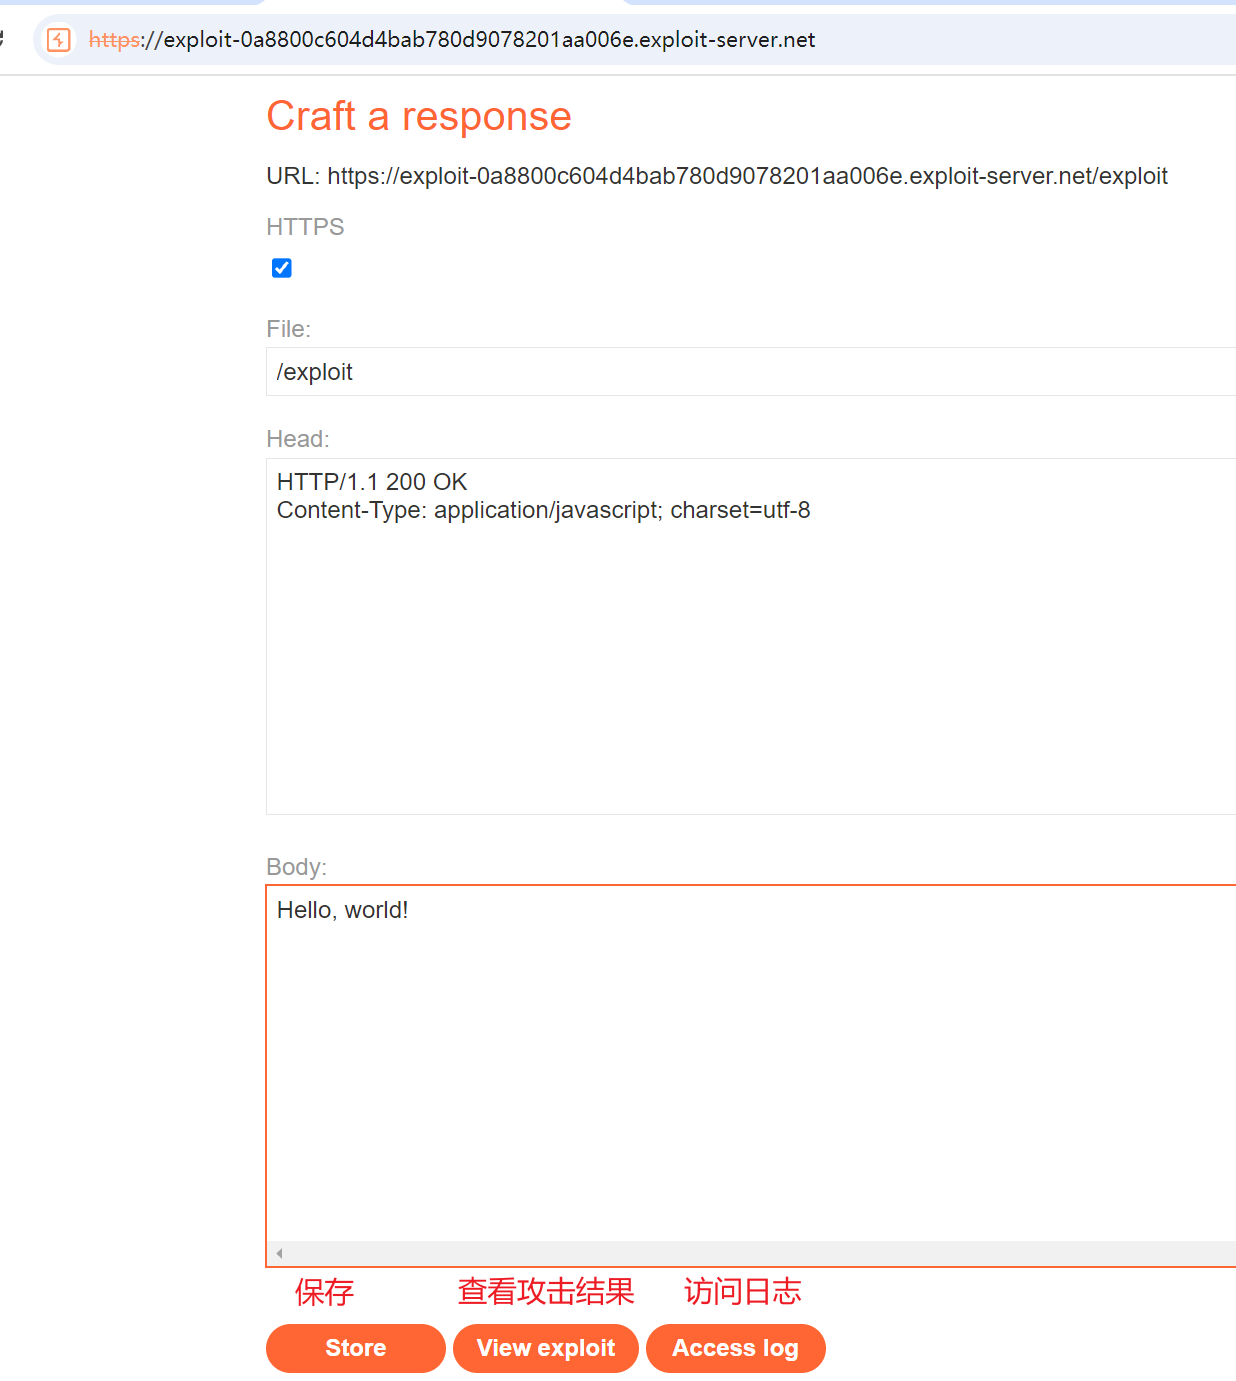 https://exploit-0a8800c604d4bab780d9078201aa006e.exploit-server.net
Craft a response
URL: https://exploit-0a8800c604d4bab780d9078201aa006e.exploit-server.net/exploit
HTTPS
File:
/exploit
Head:
HTTP/1.1 200 OK
Content-Type: application/javascript; charset=utf-8
Body:
Hello, world!
保存 查看攻击结果 访问日志
Store View exploit Access log